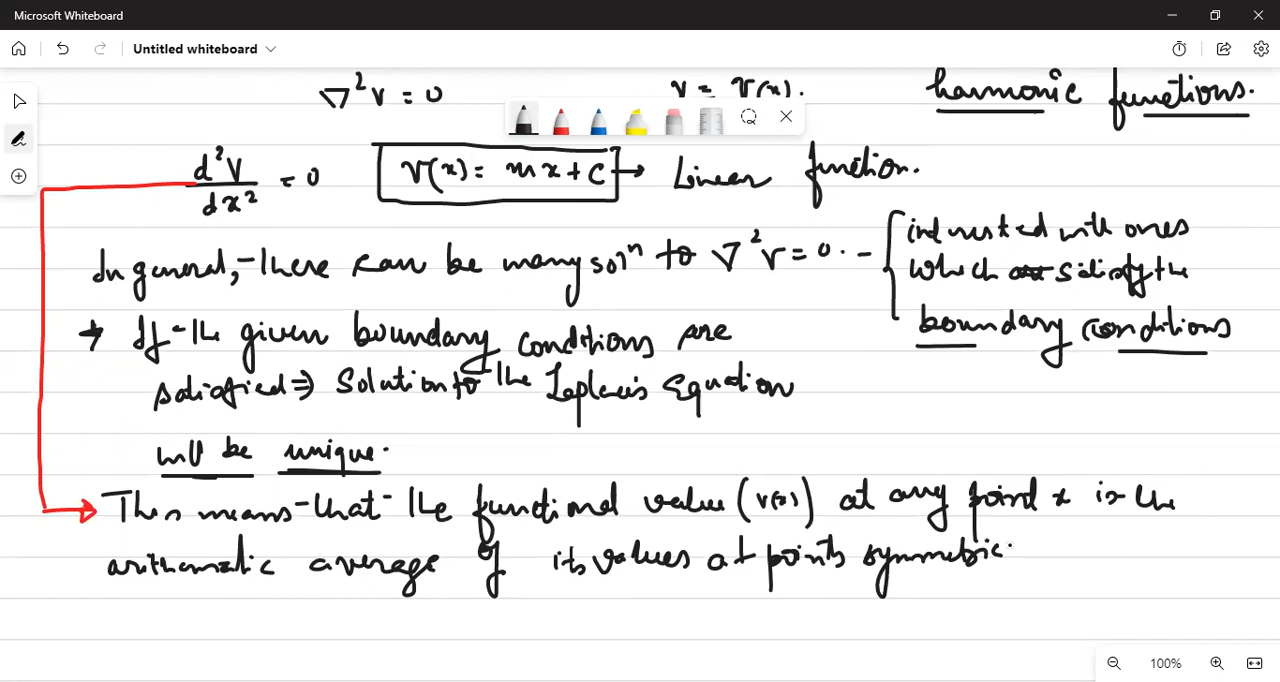 Microsoft Whiteboard
Untitled whiteboard
∇²V = 0 V = V(x). harmonic functions.
d²V/dx² = 0 V(x) = mx + c → Linear function.
In general, there can be many solⁿ to ∇²V = 0. – { intrusted with ones
which satisfy the
boundary conditions
→ If the given boundary conditions are
satisfied ⇒ Solution to the Laplace's Equation
will be unique.
This means that the functional value (V(x)) at any point x is the
arithmatic average of its values at points symmetric
100%